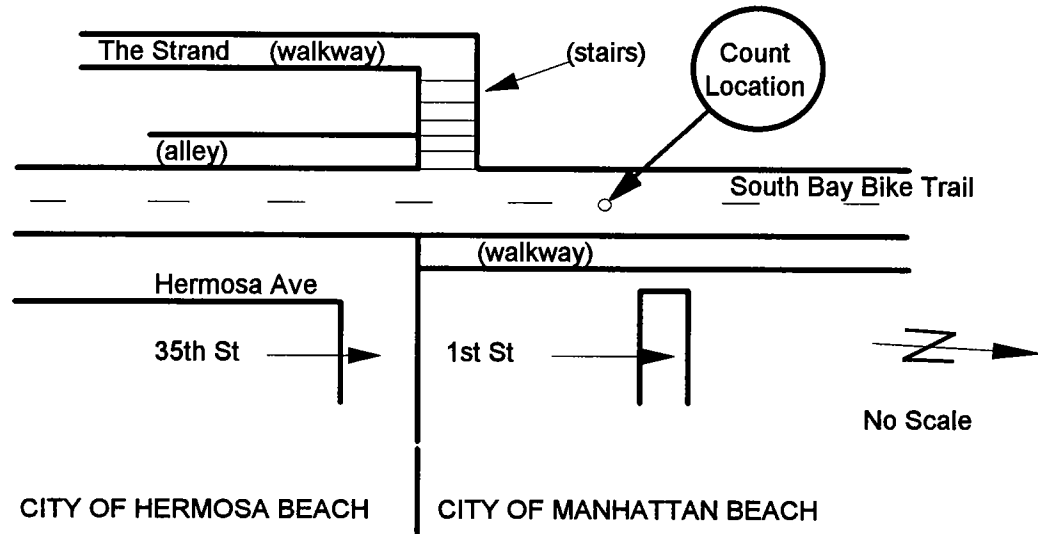 The Strand (walkway)
(stairs)
Count
Location
(alley)
South Bay Bike Trail
(walkway)
Hermosa Ave
35th St
1st St
N
No Scale
CITY OF HERMOSA BEACH
CITY OF MANHATTAN BEACH